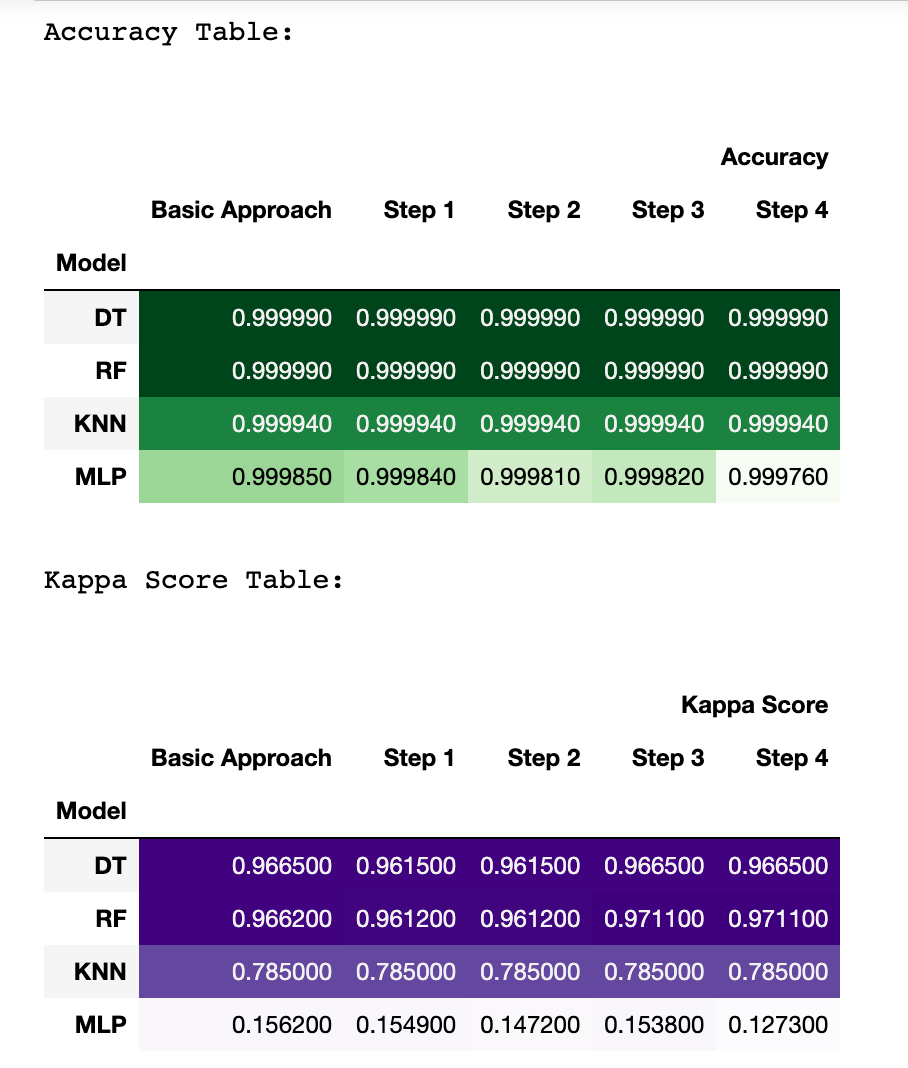 Accuracy Table:
Accuracy
Basic Approach Step 1 Step 2 Step 3 Step 4
Model
DT 0.999990 0.999990 0.999990 0.999990 0.999990
RF 0.999990 0.999990 0.999990 0.999990 0.999990
KNN 0.999940 0.999940 0.999940 0.999940 0.999940
MLP 0.999850 0.999840 0.999810 0.999820 0.999760
Kappa Score Table:
Kappa Score
Basic Approach Step 1 Step 2 Step 3 Step 4
Model
DT 0.966500 0.961500 0.961500 0.966500 0.966500
RF 0.966200 0.961200 0.961200 0.971100 0.971100
KNN 0.785000 0.785000 0.785000 0.785000 0.785000
MLP 0.156200 0.154900 0.147200 0.153800 0.127300